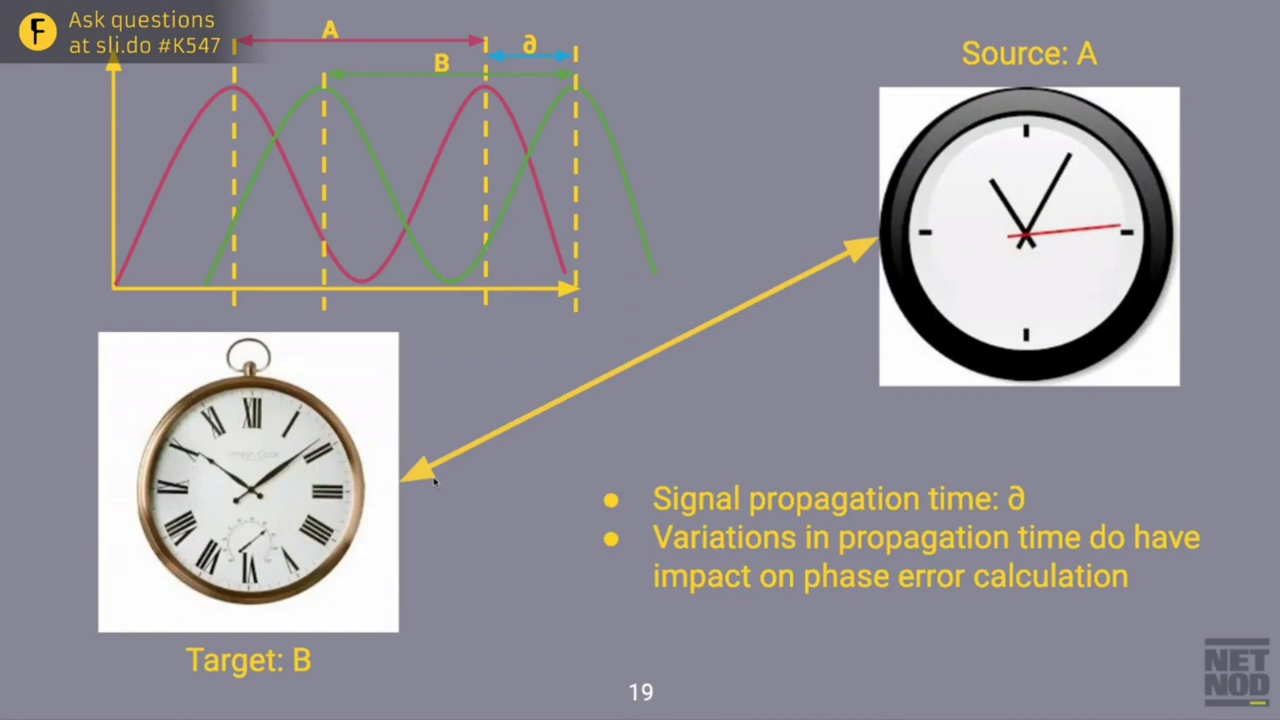 Ask questions
at sli.do #K547
A
∂
B
Source: A
XII
Signal propagation time: ∂
Variations in propagation time do have
impact on phase error calculation
Target: B
19
NET
NOD